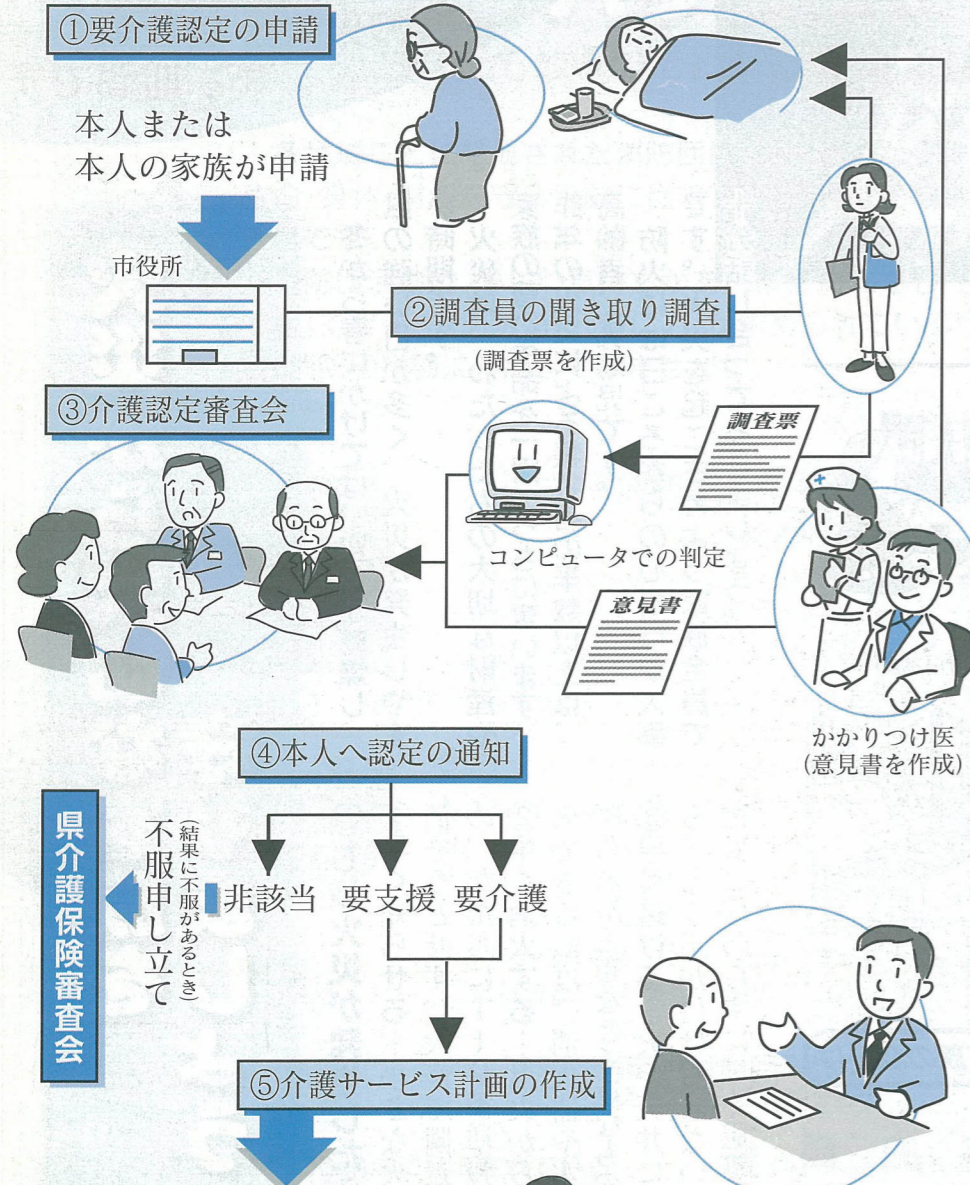 ①要介護認定の申請
本人または
本人の家族が申請
市役所
②調査員の聞き取り調査
(調査票を作成)
③介護認定審査会
調査票
コンピュータでの判定
意見書
かかりつけ医
(意見書を作成)
④本人へ認定の通知
非該当
要支援
要介護
(結果に不服があるとき)
不服申し立て
県介護保険審査会
⑤介護サービス計画の作成